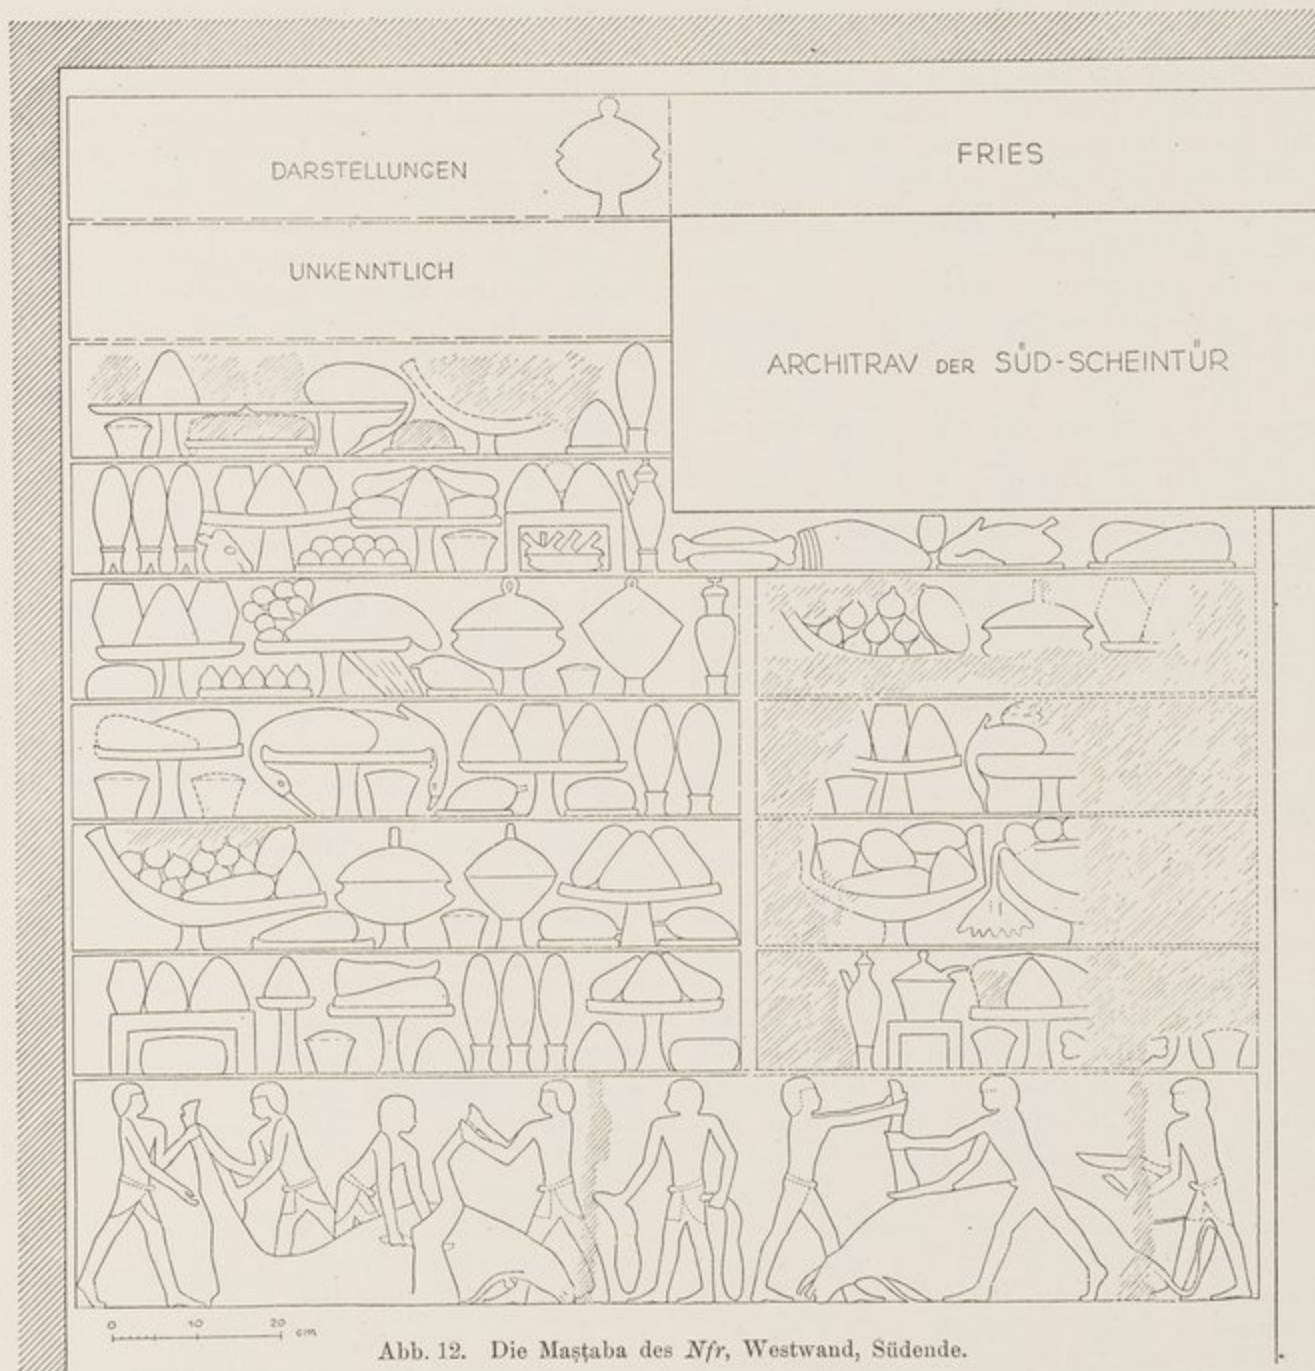 DARSTELLUNGEN
FRIES
UNKENNTLICH
ARCHITRAV DER SÜD-SCHEINTÜR
0 10 20 cm
Abb. 12. Die Maṣṭaba des Nfr, Westwand, Südende.